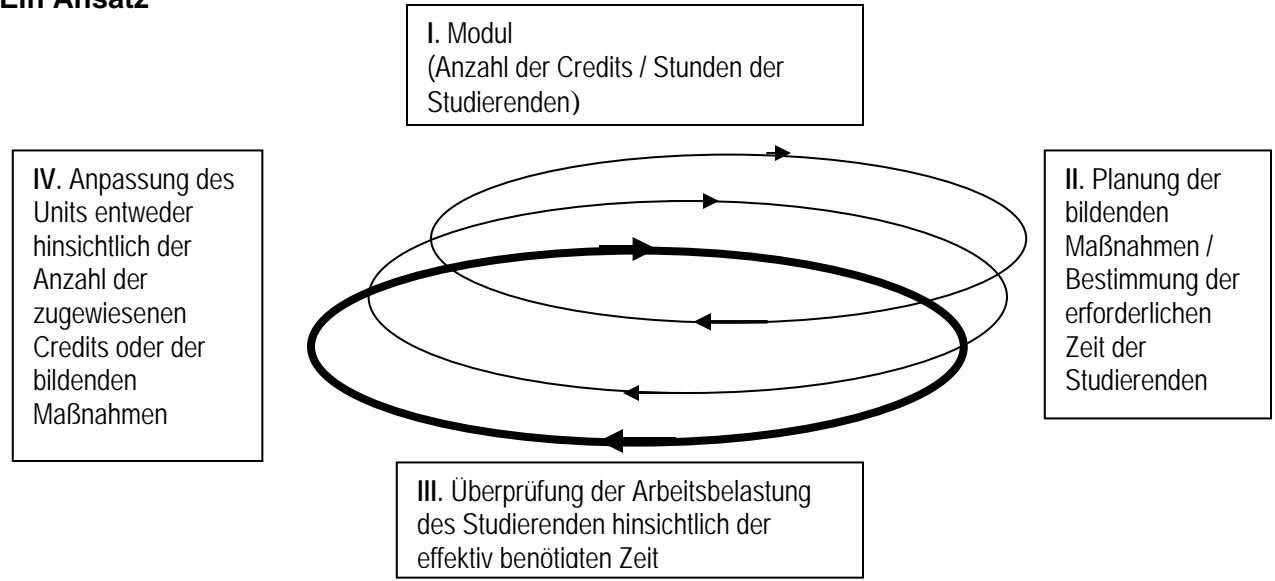 Ein Ansatz
I. Modul
(Anzahl der Credits / Stunden der
Studierenden)
II. Planung der
bildenden
Maßnahmen /
Bestimmung der
erforderlichen
Zeit der
Studierenden
III. Überprüfung der Arbeitsbelastung
des Studierenden hinsichtlich der
effektiv benötigten Zeit
IV. Anpassung des
Units entweder
hinsichtlich der
Anzahl der
zugewiesenen
Credits oder der
bildenden
Maßnahmen